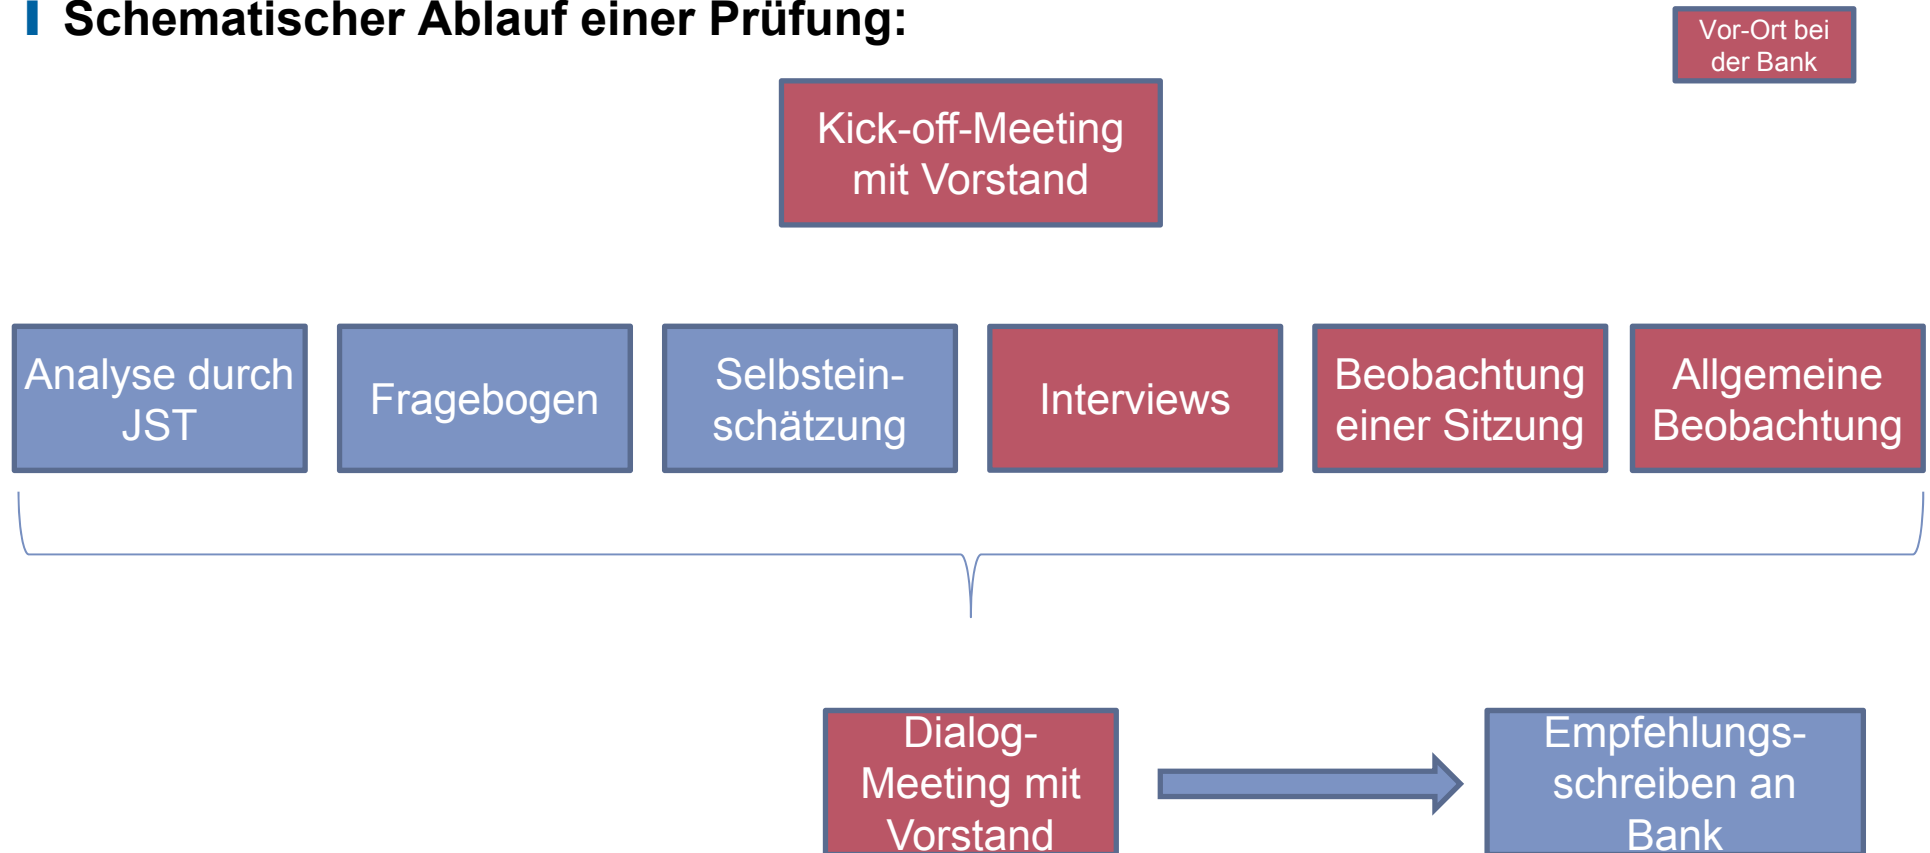 Schematischer Ablauf einer Prüfung:
Vor-Ort bei
der Bank
Kick-off-Meeting
mit Vorstand
Analyse durch
JST
Fragebogen
Selbstein-
schätzung
Interviews
Beobachtung
einer Sitzung
Allgemeine
Beobachtung
Dialog-
Meeting mit
Vorstand
Empfehlungs-
schreiben an
Bank